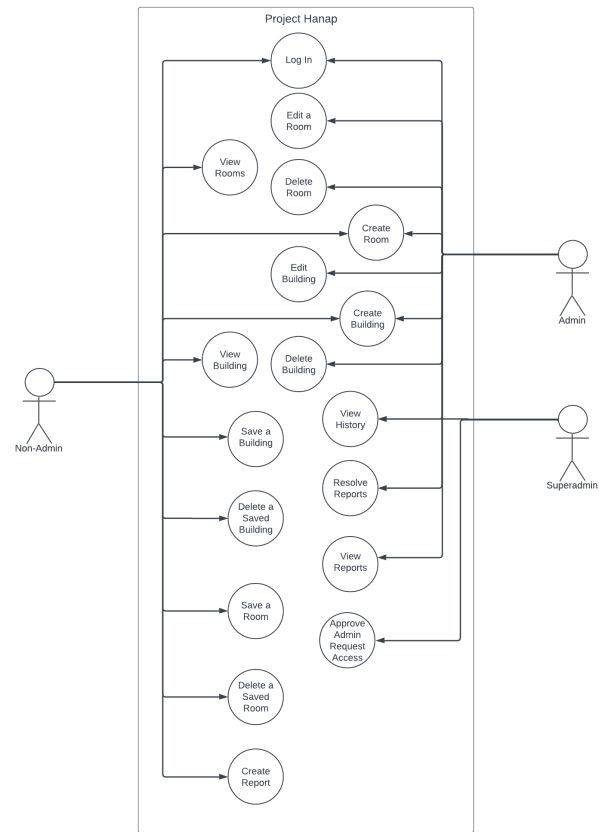 Project Hanap
Log In
Edit a
Room
View
Rooms
Delete
Room
Create
Room
Edit
Building
Admin
Create
Building
View
Building
Delete
Building
Non-Admin
View
History
Save a
Building
Superadmin
Resolve
Reports
Delete a
Saved
Building
View
Reports
Save a
Room
Approve
Admin
Request
Access
Delete a
Saved
Room
Create
Report